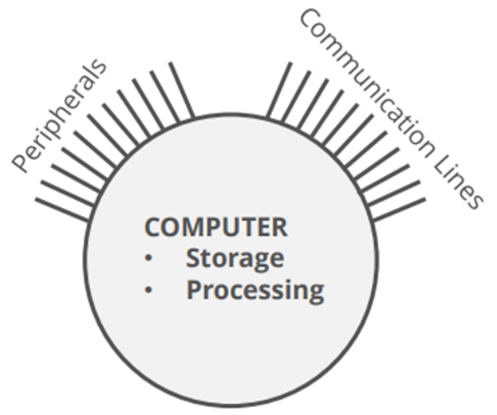 Peripherals
Communication Lines
COMPUTER
• Storage
• Processing